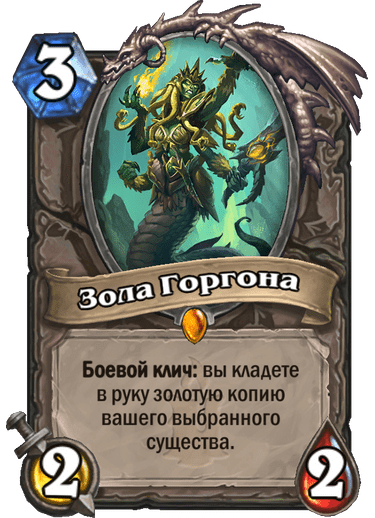 3
Зола Горгона
Боевой клич: вы кладете
в руку золотую копию
вашего выбранного
существа.
2
2